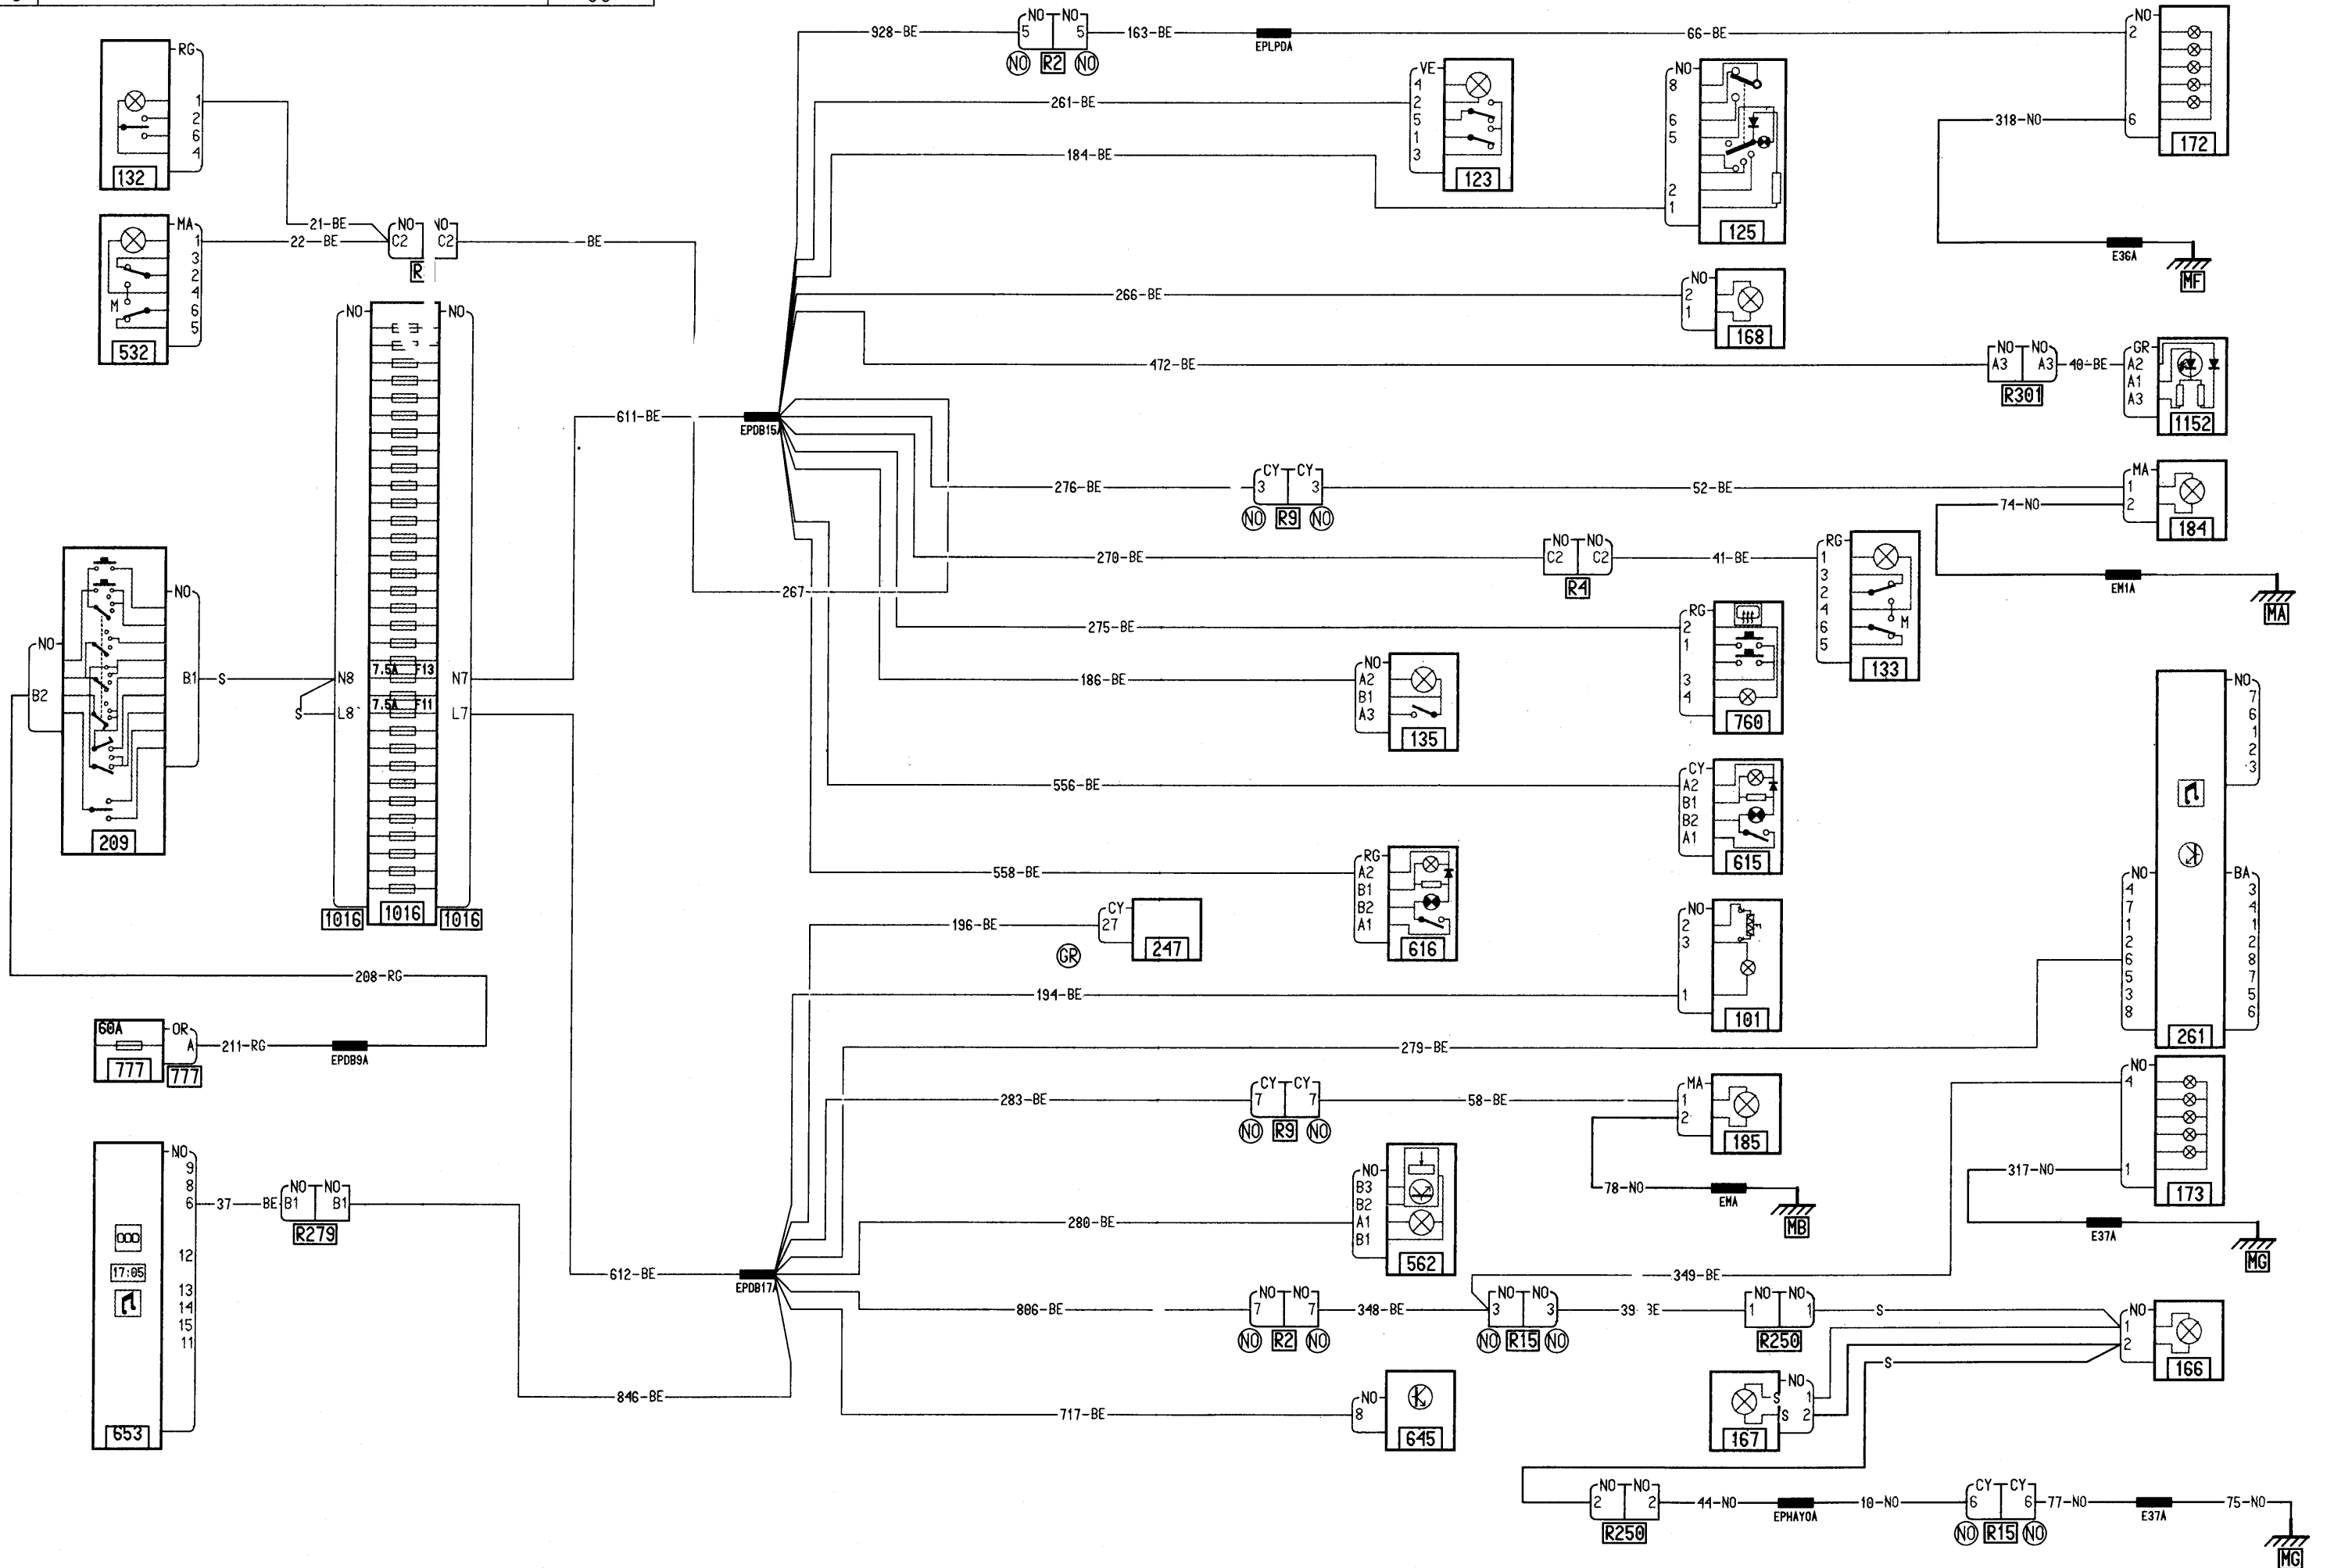 NO NO
928-BE 5 5 163-BE EPLPDA 66-BE
NO R2 NO
NO
2
318-NO 6
172
E36A
MF
RG
1
2
6
4
132
VE
4
261-BE 2
5
1
184-BE 3
123
NO
8
6
5
2
1
125
MA
1
3
2
4
6
5
M
532
21-BE
22-BE
NO NO
C2 C2
BE
NO
266-BE 2
1
168
472-BE
NO NO
A3 A3
R301
40-BE
GR
A2
A1
A3
1152
NO NO
611-BE
EPDB15A
CY CY
276-BE 3 3 52-BE
NO R9 NO
MA
1
74-NO 2
184
EM1A
MA
NO NO
270-BE C2 C2 41-BE
R4
RG
1
3
2
4
6
5
M
133
267
RG
275-BE 2
1
3
4
760
NO
NO
B2
B1 S N8 7.5A F13 N7
S L8 7.5A F11 L7
209
NO
186-BE A2
B1
A3
135
CY
556-BE A2
B1
B2
A1
615
NO
7
6
1
2
3
RG
558-BE A2
B1
B2
A1
616
1016 1016 1016
CY
196-BE 27
GR
247
NO
2
3
194-BE 1
101
NO
4
7
1
2
6
5
3
8
BA
3
4
1
2
8
7
5
6
261
208-RG
60A OR
A 211-RG EPDB9A
777 777
279-BE
CY CY
283-BE 7 7 58-BE
NO R9 NO
MA
1
2
185
78-NO EMA
MB
NO
4
317-NO 1
173
E37A
MG
NO
9
8
6
12
13
14
15
11
17:05
653
37 BE
NO NO
B1 B1
R279
NO
B3
B2
280-BE A1
B1
562
612-BE
EPDB17A
349-BE
NO NO
806-BE 7 7 348-BE
NO R2 NO
NO NO
3 3 39
NO R15 NO
NO NO
1 1 S
R250
NO
1
2
166
S
846-BE
NO
717-BE 8
645
NO
S 1
S 2
167
NO NO
2 2 44-NO EPHAYOA 10-NO
R250
CY CY
6 6 77-NO E37A 75-NO
NO R15 NO
MG